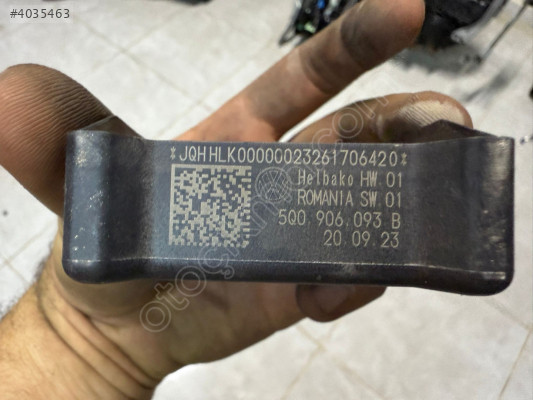 #4035463
*JQHHLK00000023261706420*
Helbako HW 01
ROMANIA SW 01
5Q0.906.093 B
20.09.23